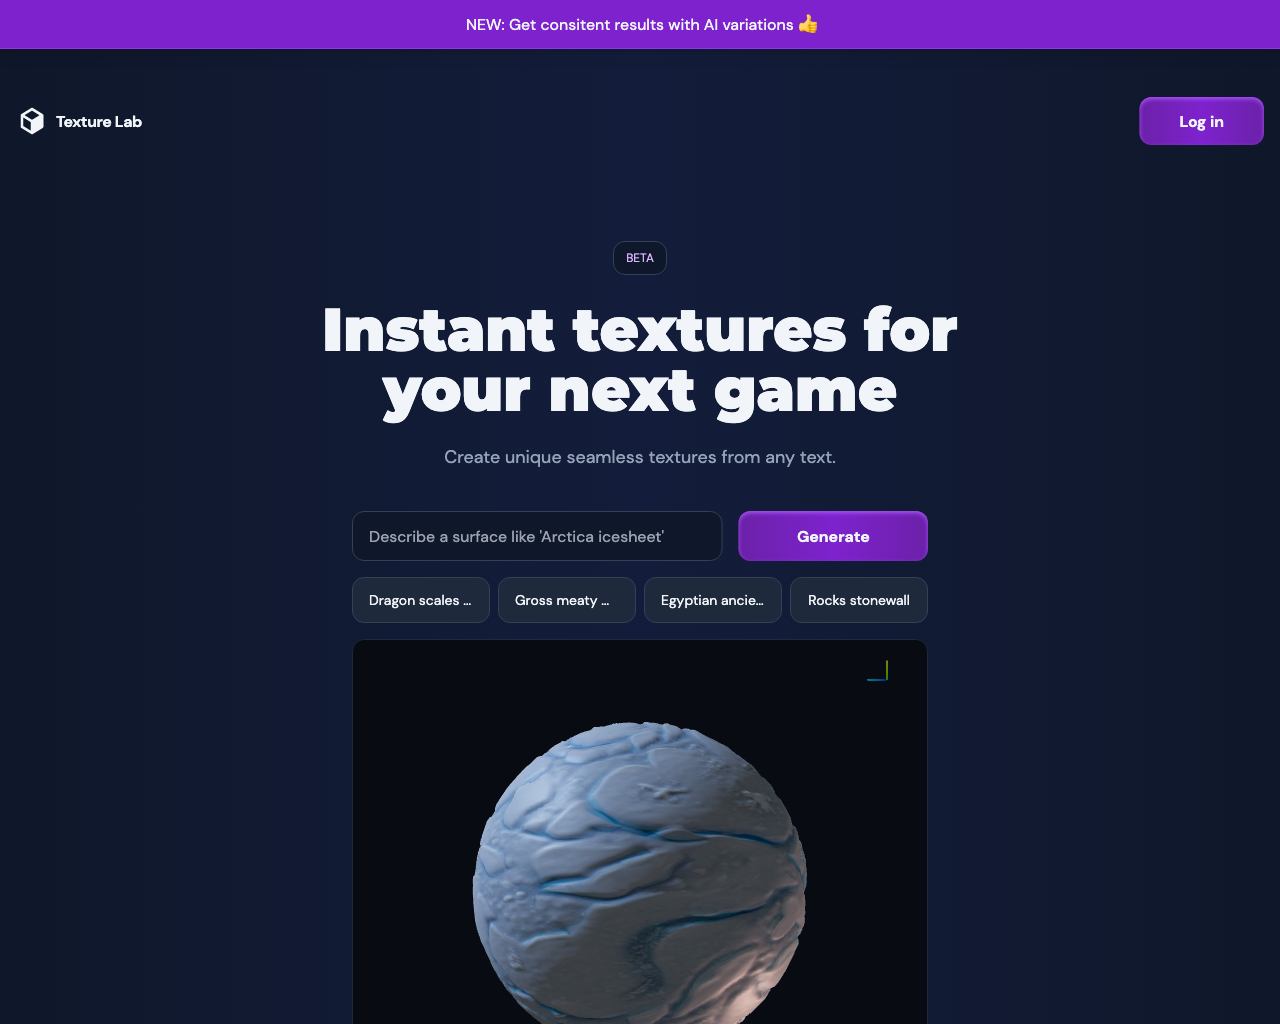 NEW: Get consitent results with AI variations 👍
Texture Lab
Log in
BETA
Instant textures for
your next game
Create unique seamless textures from any text.
Describe a surface like 'Arctica icesheet'
Generate
Dragon scales ...
Gross meaty ...
Egyptian ancie...
Rocks stonewall